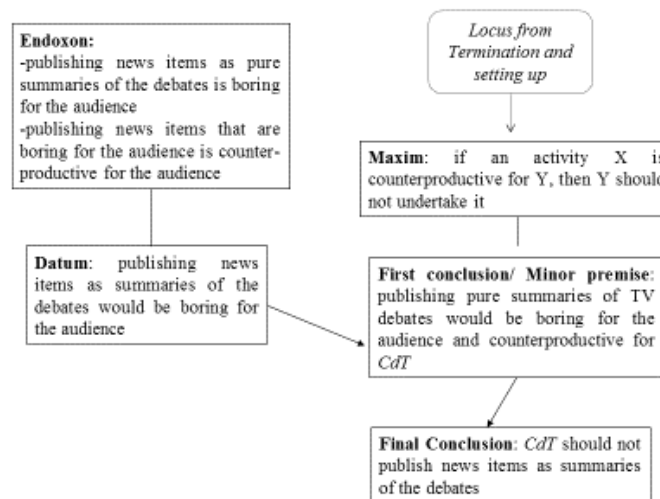 Endoxon:
-publishing news items as pure
summaries of the debates is boring
for the audience
-publishing news items that are
boring for the audience is counter-
productive for the audience
Locus from
Termination and
setting up
Maxim: if an activity X is
counterproductive for Y, then Y should
not undertake it
Datum: publishing news
items as summaries of the
debates would be boring for
the audience
First conclusion/ Minor premise:
publishing pure summaries of TV
debates would be boring for the
audience and counterproductive for
CdT
Final Conclusion: CdT should not
publish news items as summaries
of the debates